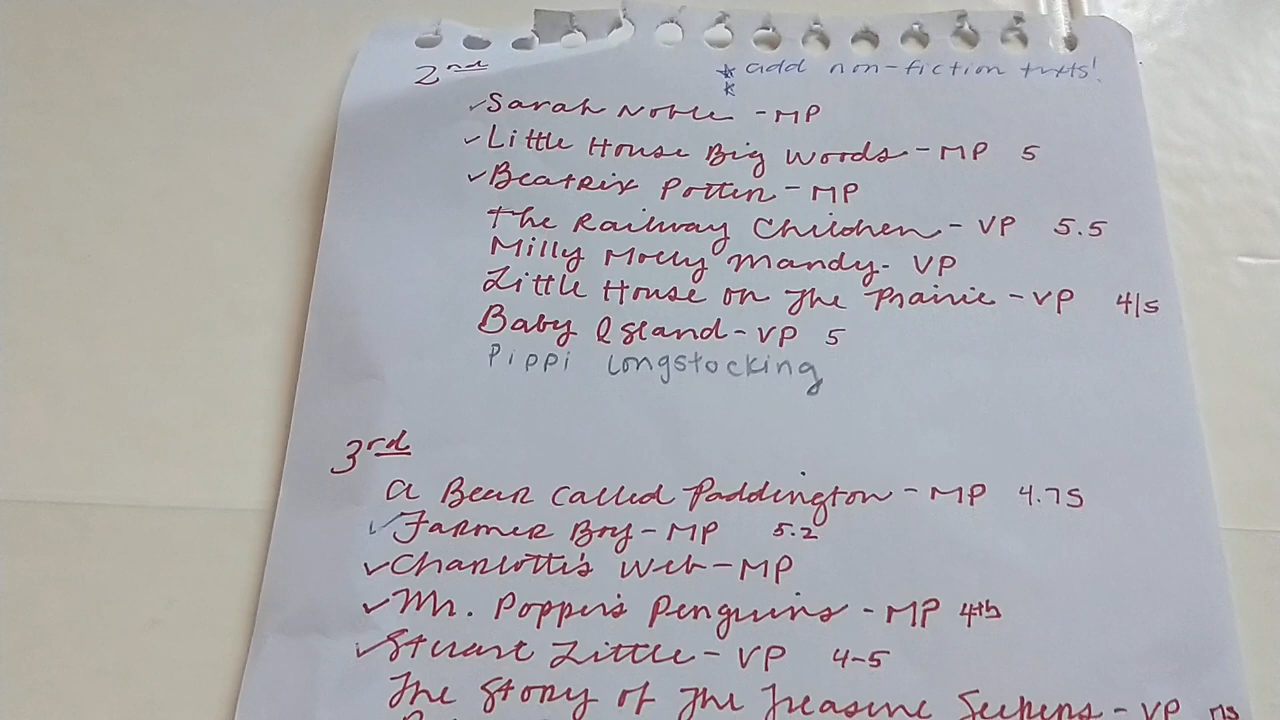 2nd
* add non-fiction texts!
*
✓Sarah Noble - MP
✓Little House Big Woods - MP 5
✓Beatrix Potter - MP
The Railway Children - VP 5.5
Milly Molly Mandy - VP
Little House on The Prairie - VP 4/5
Baby Island - VP 5
Pippi Longstocking
3rd
A Bear Called Paddington - MP 4.75
✓Farmer Boy - MP 5.2
✓Charlotte's Web - MP
✓Mr. Popper's Penguins - MP 4th
✓Stuart Little - VP 4-5
The Story of The Treasure Seekers - VP